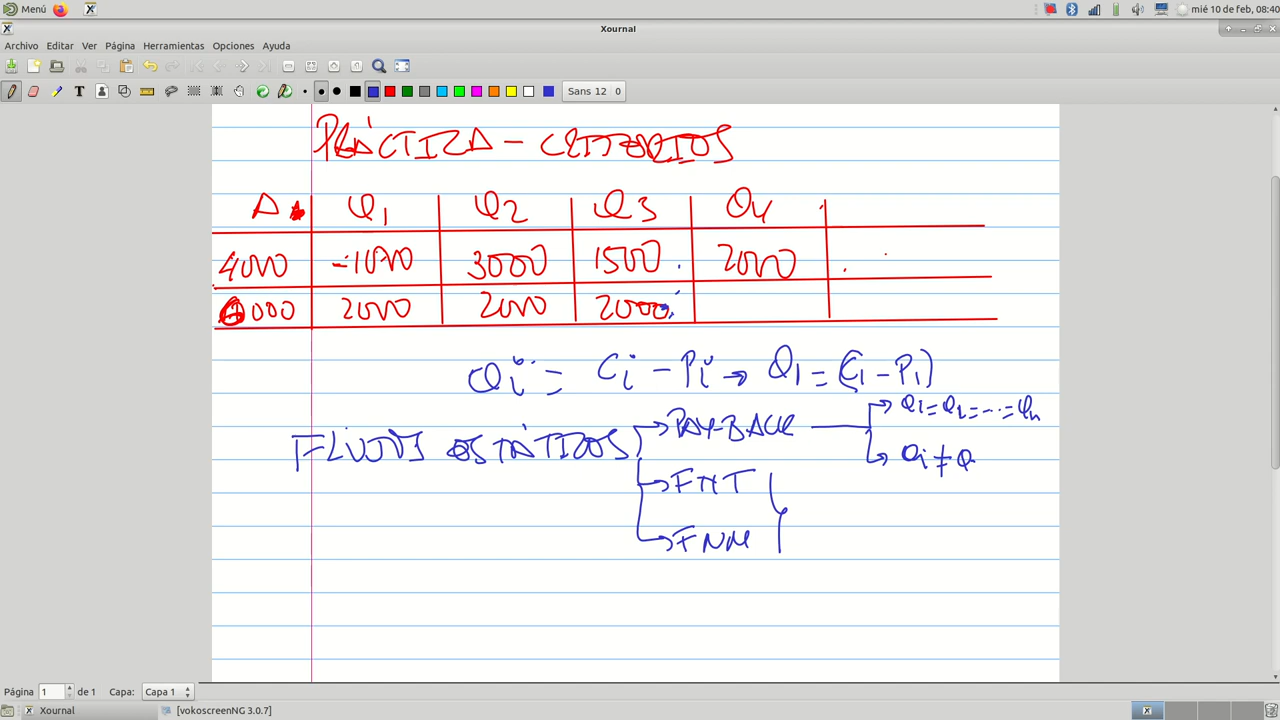 Menú mié 10 de feb, 08:40
Xournal
Archivo Editar Ver Página Herramientas Opciones Ayuda
Sans 12 0
PRÁCTICA - CRITERIOS
A Q1 Q2 Q3 Q4
4000 -1000 3000 1500 2000
000 2000 2000 2000
Qi = Ci - Pi → Q1 = (C1 - P1)
FLUJOS ESTÁTICOS
PAY-BACK
Q1 = Q2 = ... = Qn
Qi ≠ Q
FNT
FNM
Página 1 de 1 Capa: Capa 1
Xournal [vokoscreenNG 3.0.7]